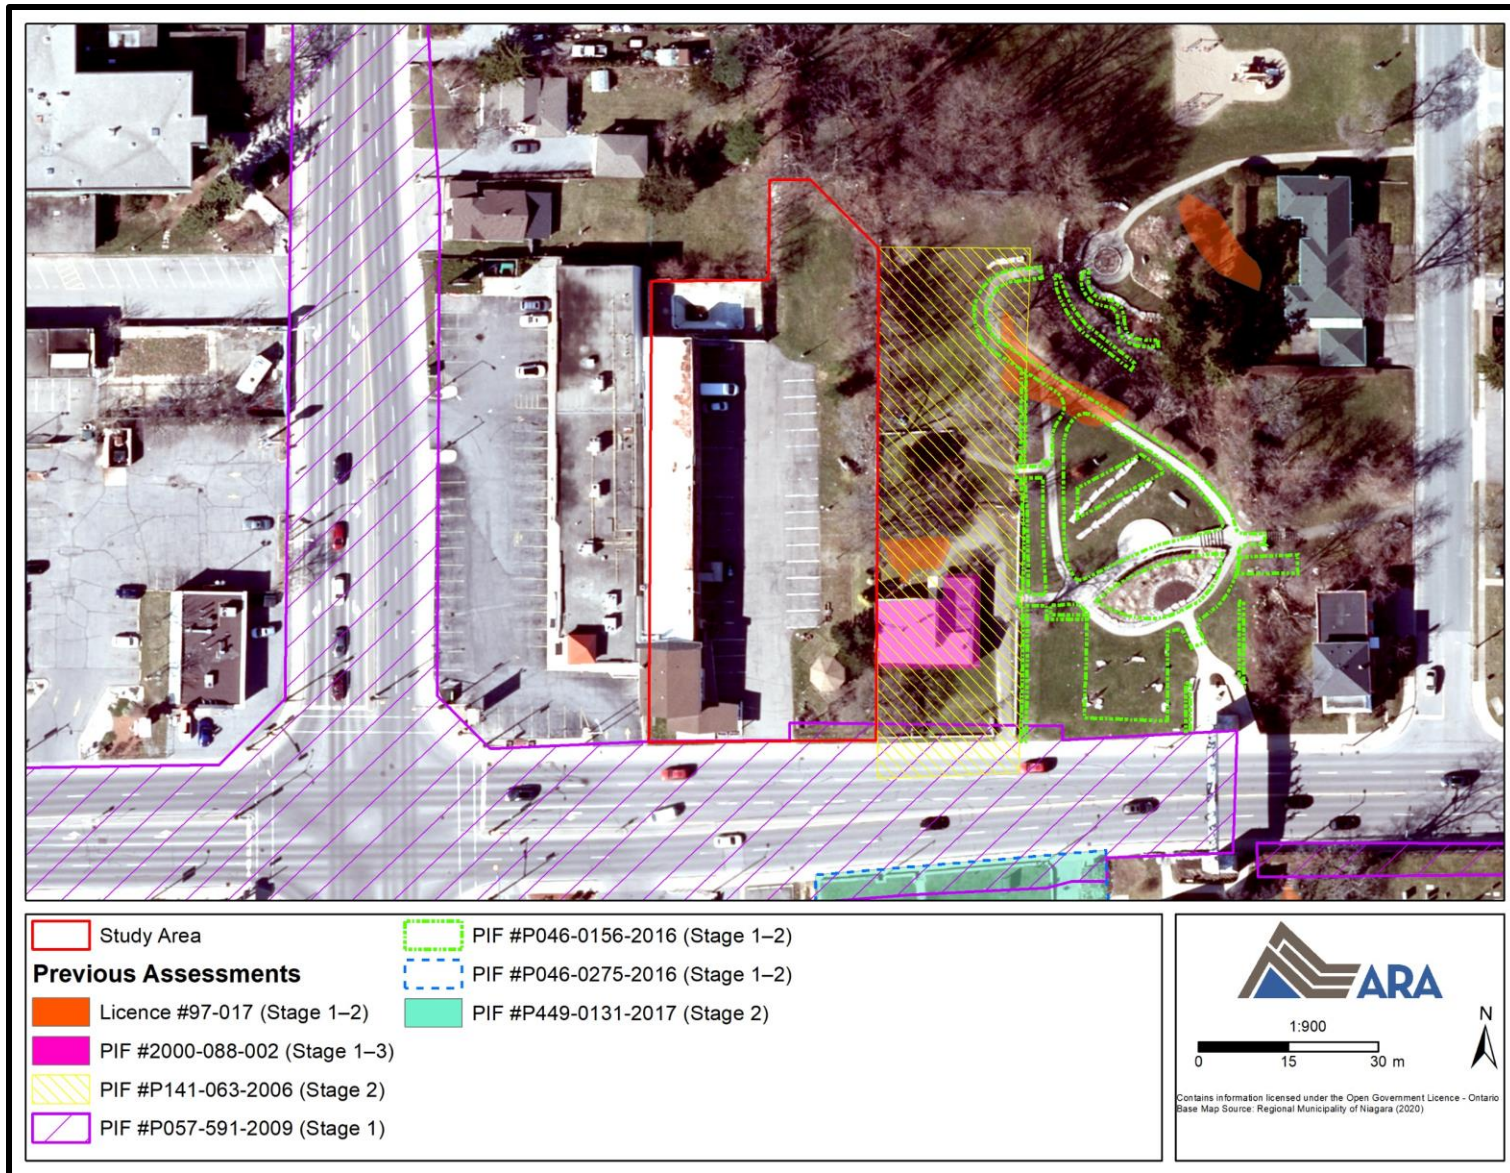 Study Area
Previous Assessments
Licence #97-017 (Stage 1–2)
PIF #2000-088-002 (Stage 1–3)
PIF #P141-063-2006 (Stage 2)
PIF #P057-591-2009 (Stage 1)
PIF #P046-0156-2016 (Stage 1–2)
PIF #P046-0275-2016 (Stage 1–2)
PIF #P449-0131-2017 (Stage 2)
ARA
N
1:900
0 15 30 m
Contains information licensed under the Open Government Licence - Ontario
Base Map Source: Regional Municipality of Niagara (2020)